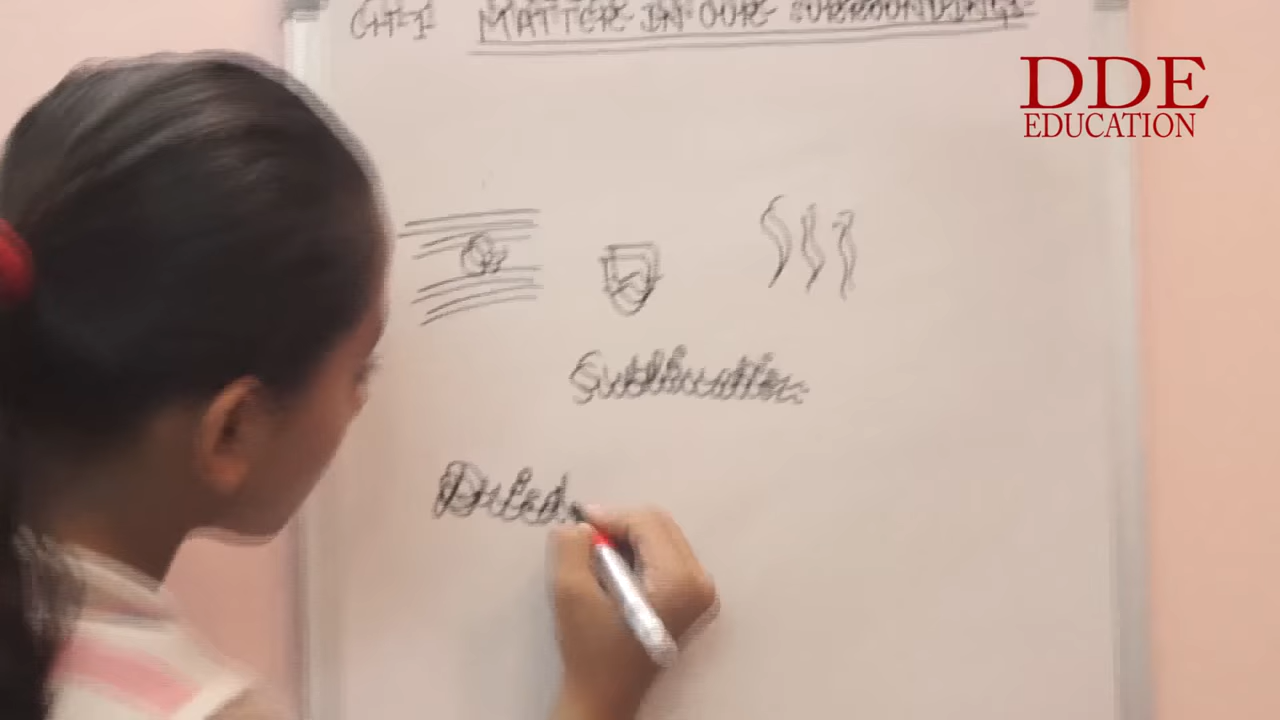 CH-1 MATTER IN OUR SURROUNDINGS
DDE
EDUCATION
Sublimation